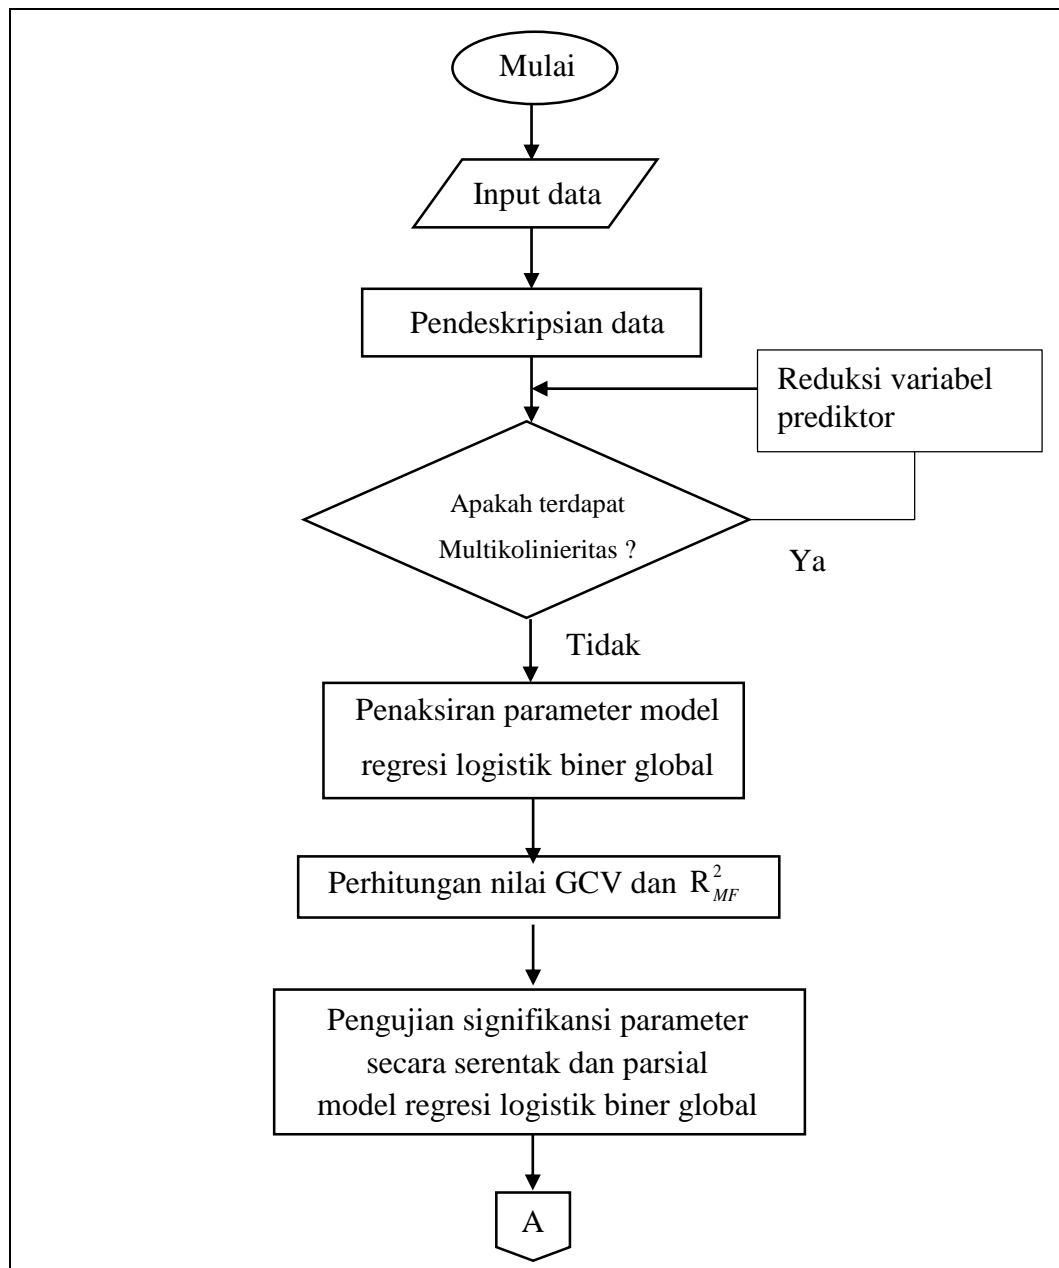 Mulai
Input data
Pendeskripsian data
Reduksi variabel
prediktor
Apakah terdapat
Multikolinieritas ?
Ya
Tidak
Penaksiran parameter model
regresi logistik biner global
Perhitungan nilai GCV dan R²_MF
Pengujian signifikansi parameter
secara serentak dan parsial
model regresi logistik biner global
A